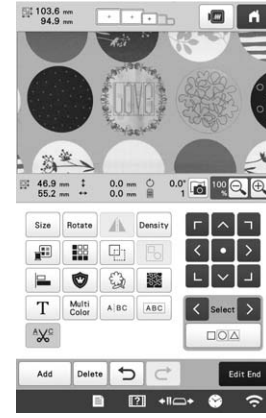 103.6 mm
94.9 mm
LOVE
46.9 mm 0.0 mm 0.0° 100 %
55.2 mm 0.0 mm 1
Size Rotate Density
T Multi Color A BC ABC
Select
Add Delete Edit End